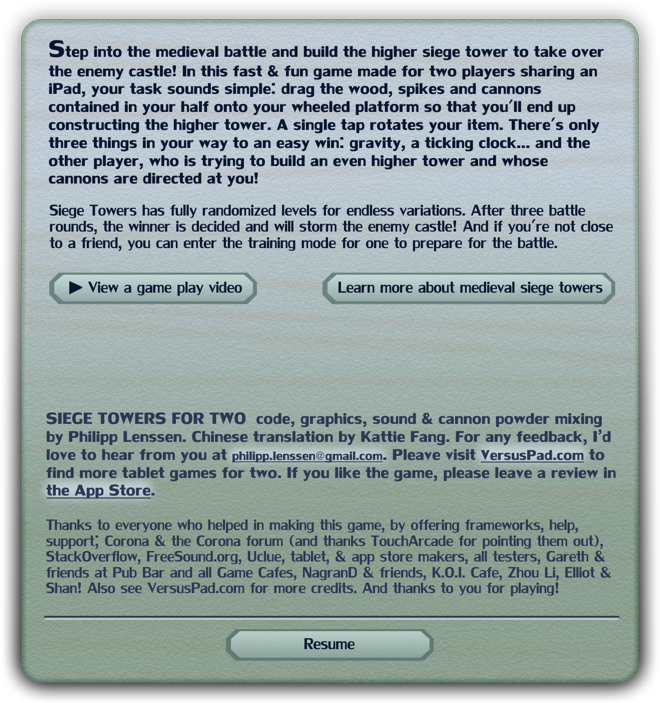 Step into the medieval battle and build the higher siege tower to take over
the enemy castle! In this fast & fun game made for two players sharing an
iPad, your task sounds simple: drag the wood, spikes and cannons
contained in your half onto your wheeled platform so that you'll end up
constructing the higher tower. A single tap rotates your item. There's only
three things in your way to an easy win: gravity, a ticking clock... and the
other player, who is trying to build an even higher tower and whose
cannons are directed at you!
Siege Towers has fully randomized levels for endless variations. After three battle
rounds, the winner is decided and will storm the enemy castle! And if you're not close
to a friend, you can enter the training mode for one to prepare for the battle.
▶ View a game play video
Learn more about medieval siege towers
SIEGE TOWERS FOR TWO code, graphics, sound & cannon powder mixing
by Philipp Lenssen. Chinese translation by Kattie Fang. For any feedback, I'd
love to hear from you at philipp.lenssen@gmail.com. Pleave visit VersusPad.com to
find more tablet games for two. If you like the game, please leave a review in
the App Store.
Thanks to everyone who helped in making this game, by offering frameworks, help,
support; Corona & the Corona forum (and thanks TouchArcade for pointing them out),
StackOverflow, FreeSound.org, Uclue, tablet, & app store makers, all testers, Gareth &
friends at Pub Bar and all Game Cafes, NagranD & friends, K.O.I. Cafe, Zhou Li, Elliot &
Shan! Also see VersusPad.com for more credits. And thanks to you for playing!
Resume